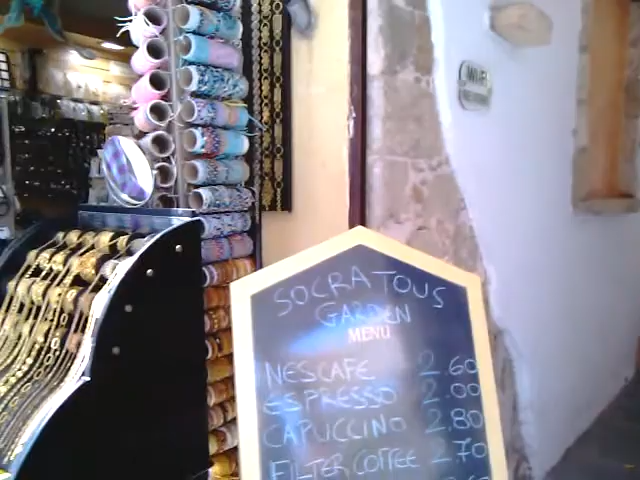 SOCRATOUS
GARDEN
MENU
NESCAFE 2.60
ESPRESSO 2.00
CAPUCCINO 2.80
FILTER COFFEE 2.70